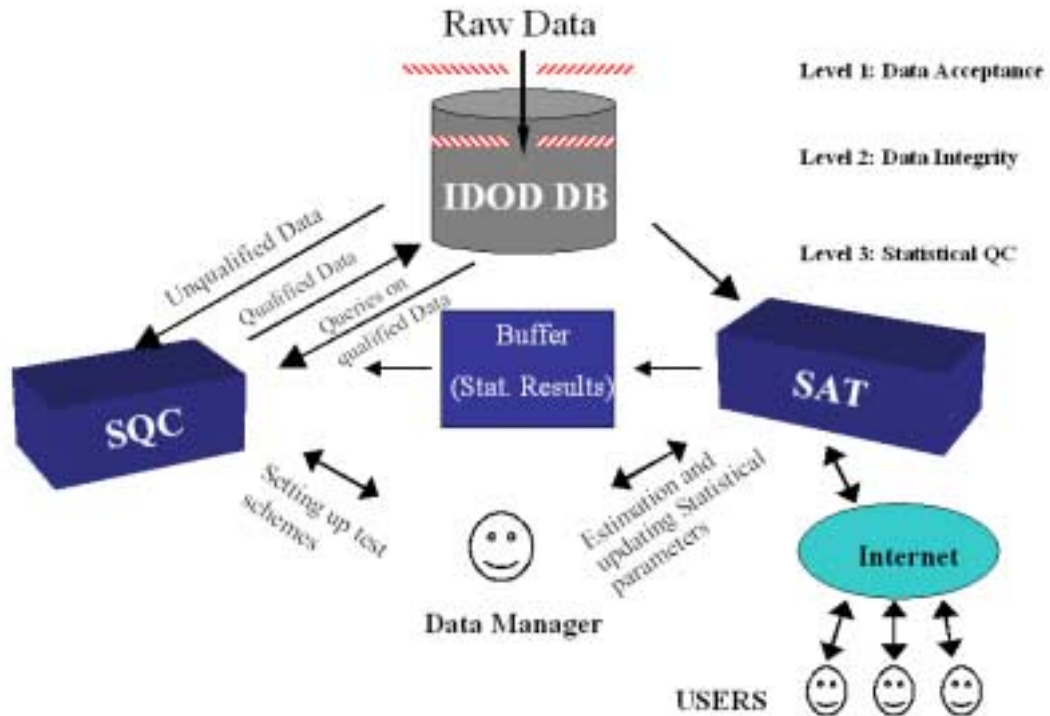 Raw Data
Level 1: Data Acceptance
Level 2: Data Integrity
IDOD DB
Level 3: Statistical QC
Unqualified Data
Qualified Data
Queries on
qualified Data
Buffer
(Stat. Results)
SAT
SQC
Setting up test
schemes
Estimation and
updating Statistical
parameters
Internet
Data Manager
USERS